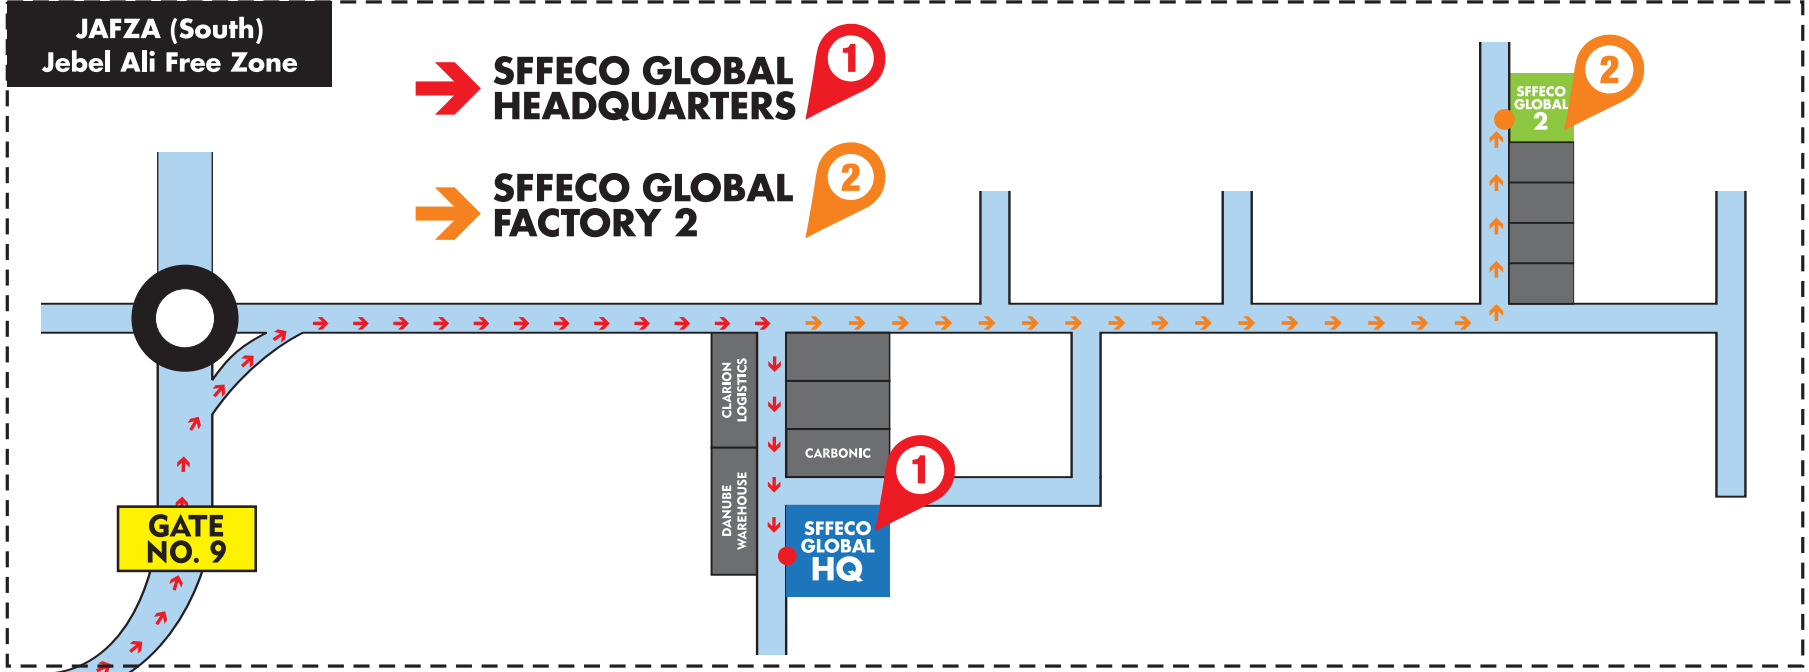 JAFZA (South)
Jebel Ali Free Zone
SFFECO GLOBAL
HEADQUARTERS
1
SFFECO GLOBAL
FACTORY 2
2
SFFECO
GLOBAL
2
2
CLARION
LOGISTICS
CARBONIC
1
DANUBE
WAREHOUSE
GATE
NO. 9
SFFECO
GLOBAL
HQ